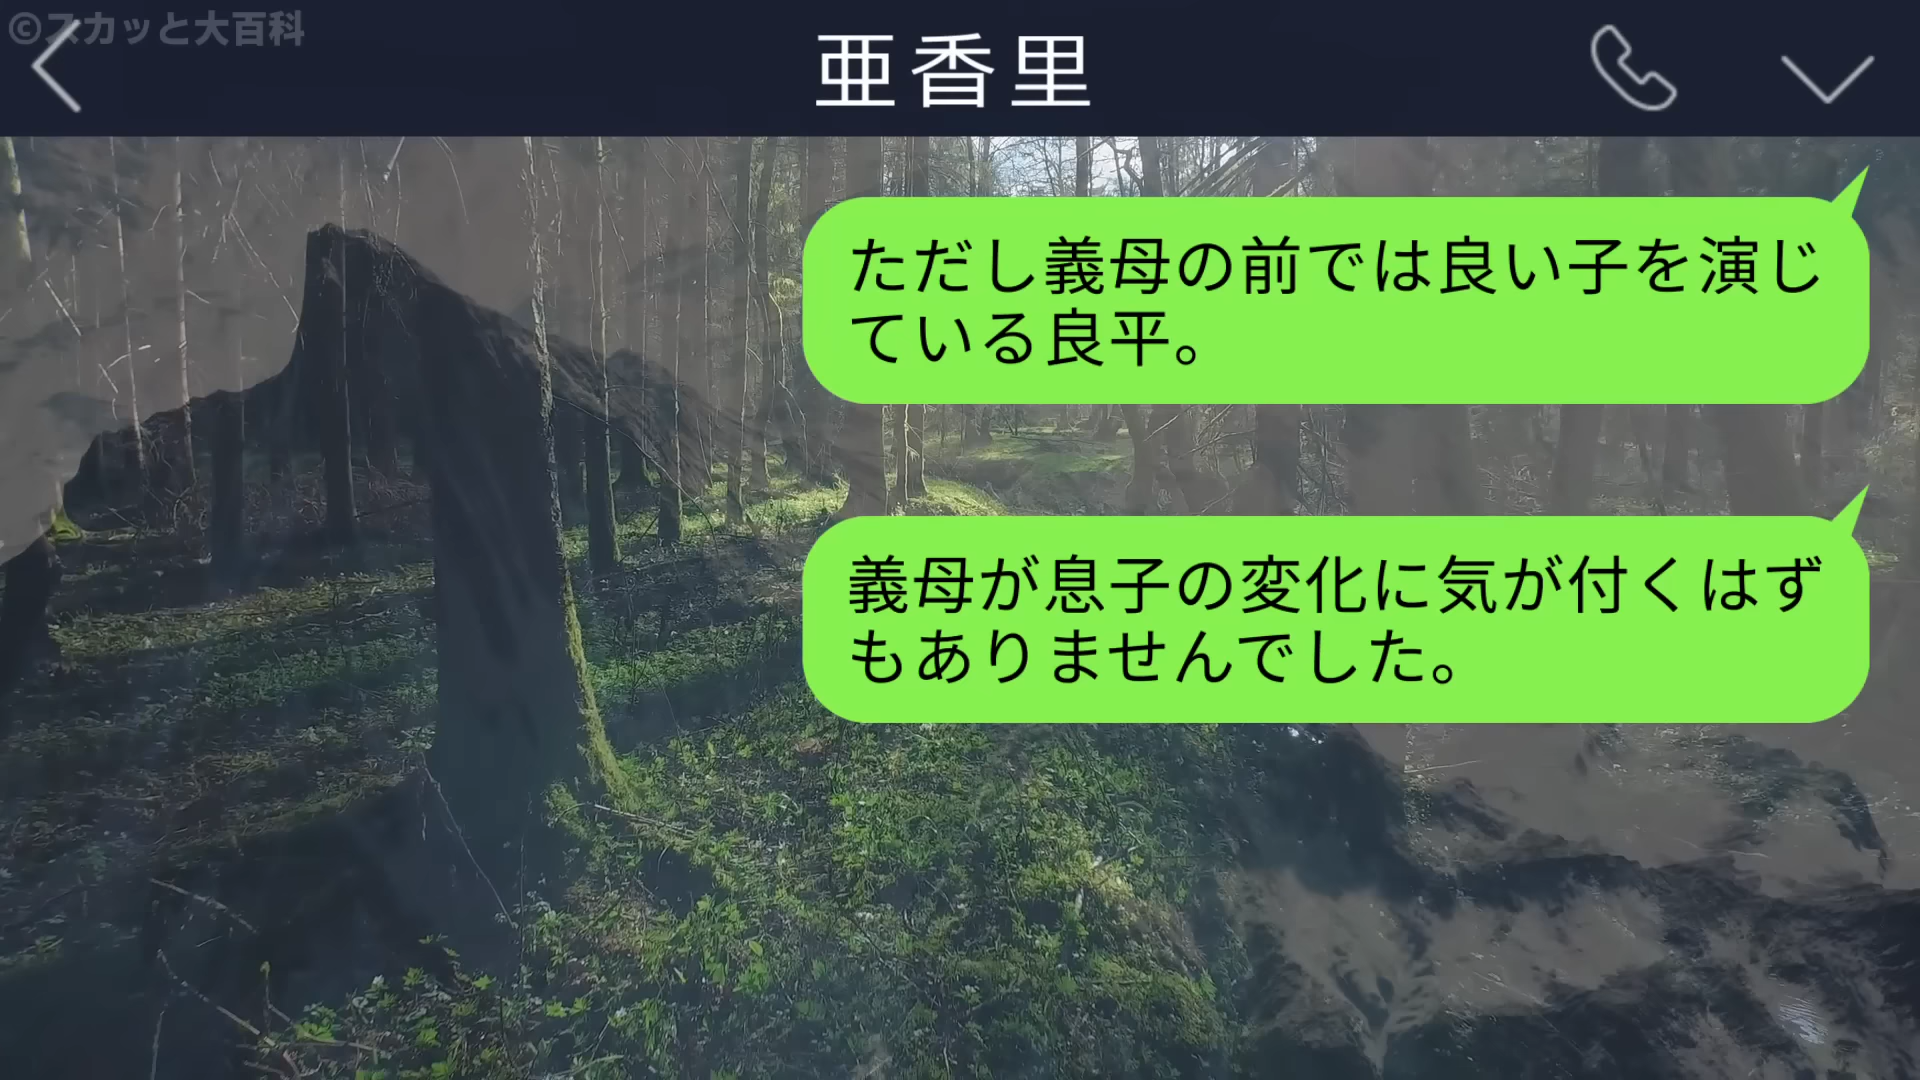 ©スカッと大百科
亜香里
ただし義母の前では良い子を演じ
ている良平。
義母が息子の変化に気が付くはず
もありませんでした。